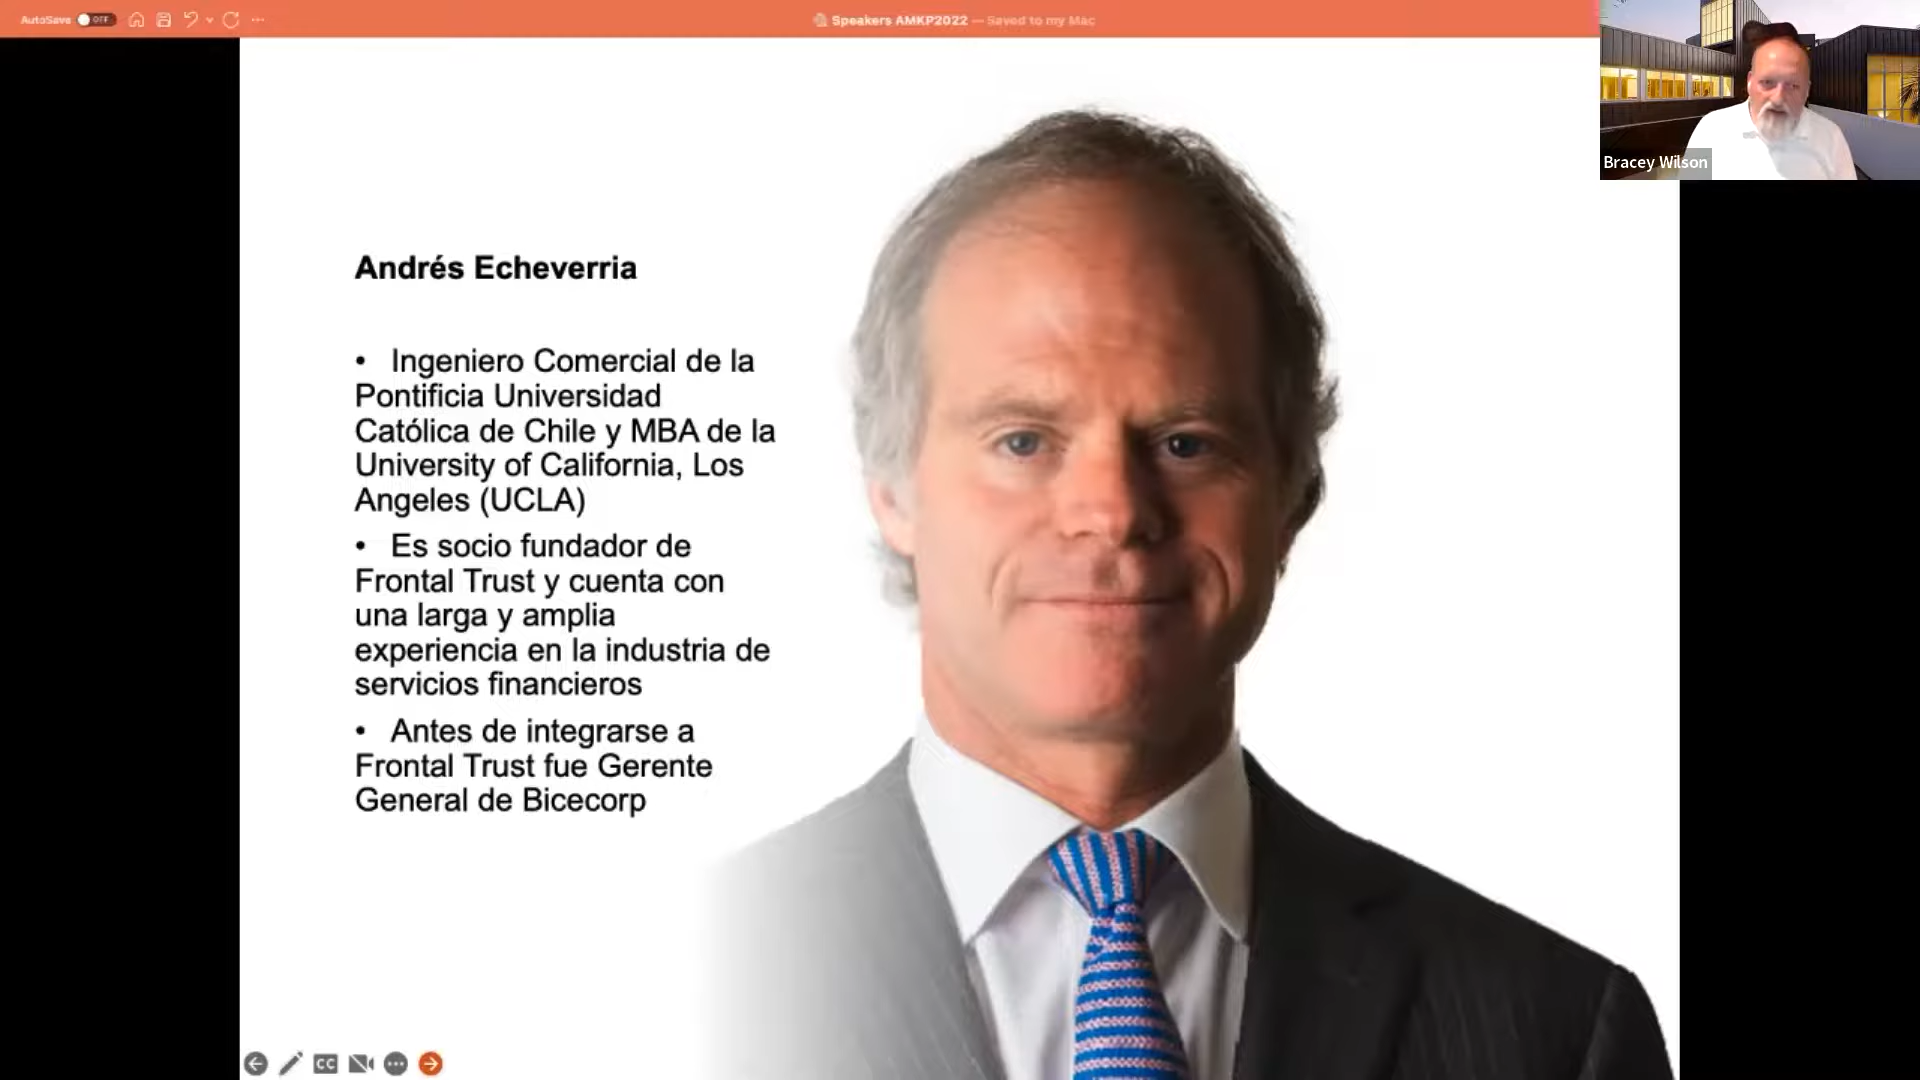 AutoSave OFF
Speakers AMKP2022 — Saved to my Mac
Bracey Wilson
Andrés Echeverria
• Ingeniero Comercial de la
Pontificia Universidad
Católica de Chile y MBA de la
University of California, Los
Angeles (UCLA)
• Es socio fundador de
Frontal Trust y cuenta con
una larga y amplia
experiencia en la industria de
servicios financieros
• Antes de integrarse a
Frontal Trust fue Gerente
General de Bicecorp
CC